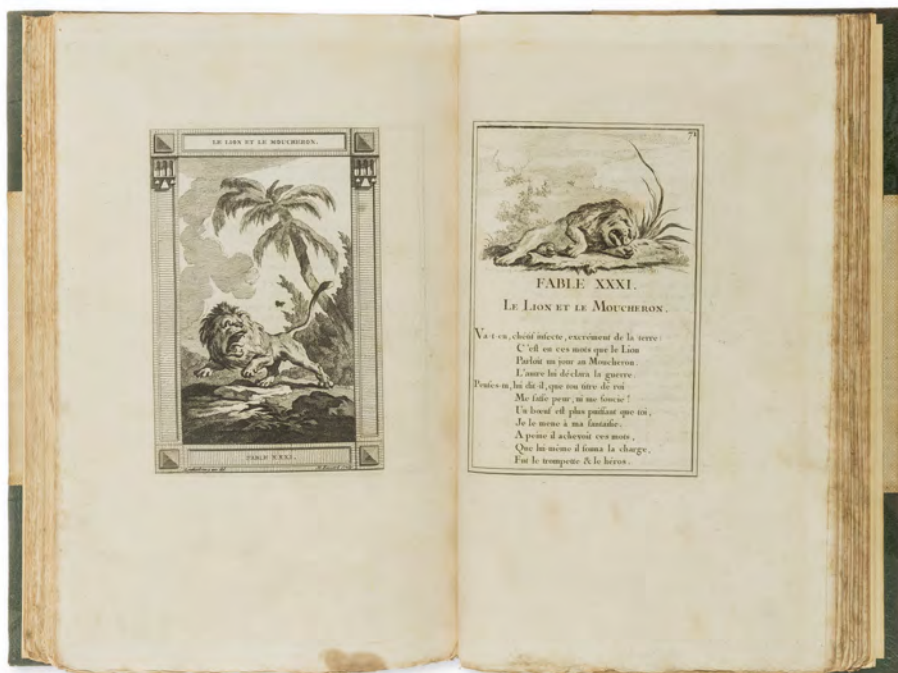 LE LION ET LE MOUCHERON.
FABLE XXXI.
71
FABLE XXXI.
LE LION ET LE MOUCHERON.
Va-t-en, chétif inſecte, excrément de la terre:
C'eſt en ces mots que le Lion
Parloit un jour au Moucheron.
L'autre lui déclara la guerre.
Penſes-tu, lui dit-il, que ton titre de roi
Me faſſe peur, ni me ſoucie?
Un bœuf eſt plus puiſſant que toi,
Je le mene à ma fantaiſie.
A peine il achevoit ces mots,
Que lui même il ſonna la charge,
Fut le trompette & le héros.